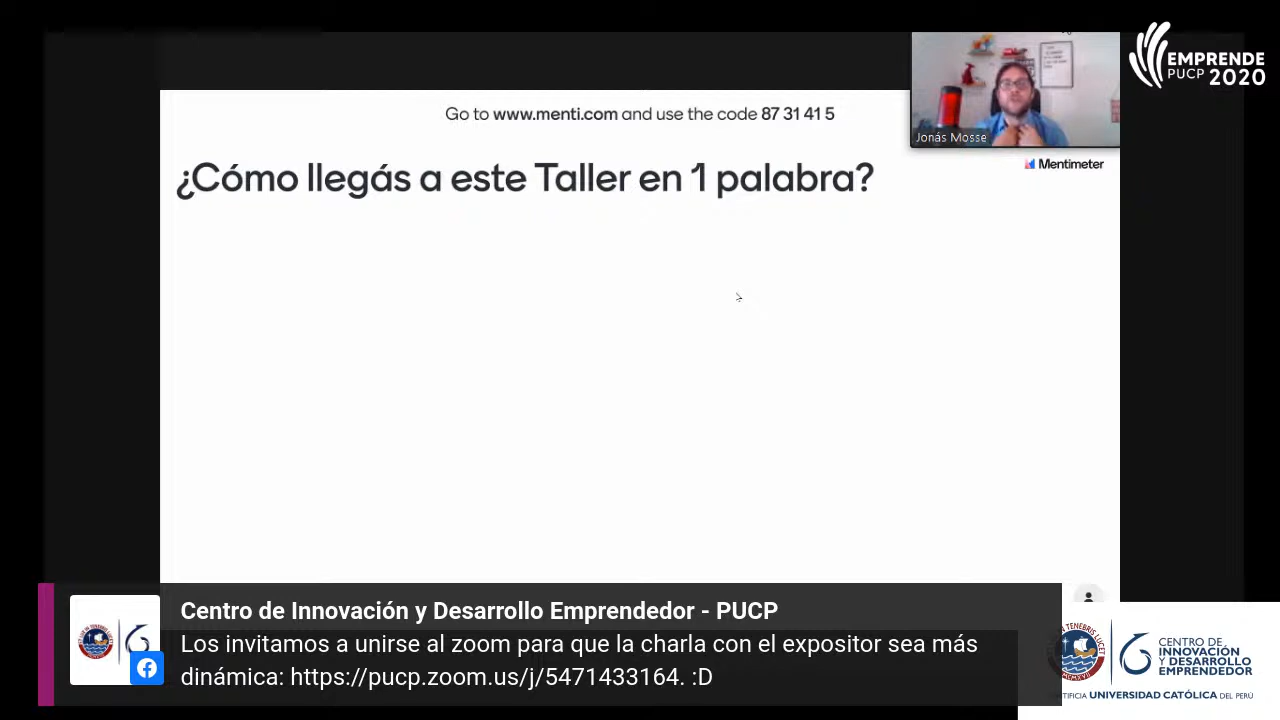 EMPRENDE
PUCP 2020
Go to www.menti.com and use the code 87 31 41 5
Jonás Mosse
Mentimeter
¿Cómo llegás a este Taller en 1 palabra?
Centro de Innovación y Desarrollo Emprendedor - PUCP
Los invitamos a unirse al zoom para que la charla con el expositor sea más
dinámica: https://pucp.zoom.us/j/5471433164. :D
CENTRO DE
INNOVACIÓN
Y DESARROLLO
EMPRENDEDOR
UNIVERSIDAD CATÓLICA DEL PERÚ